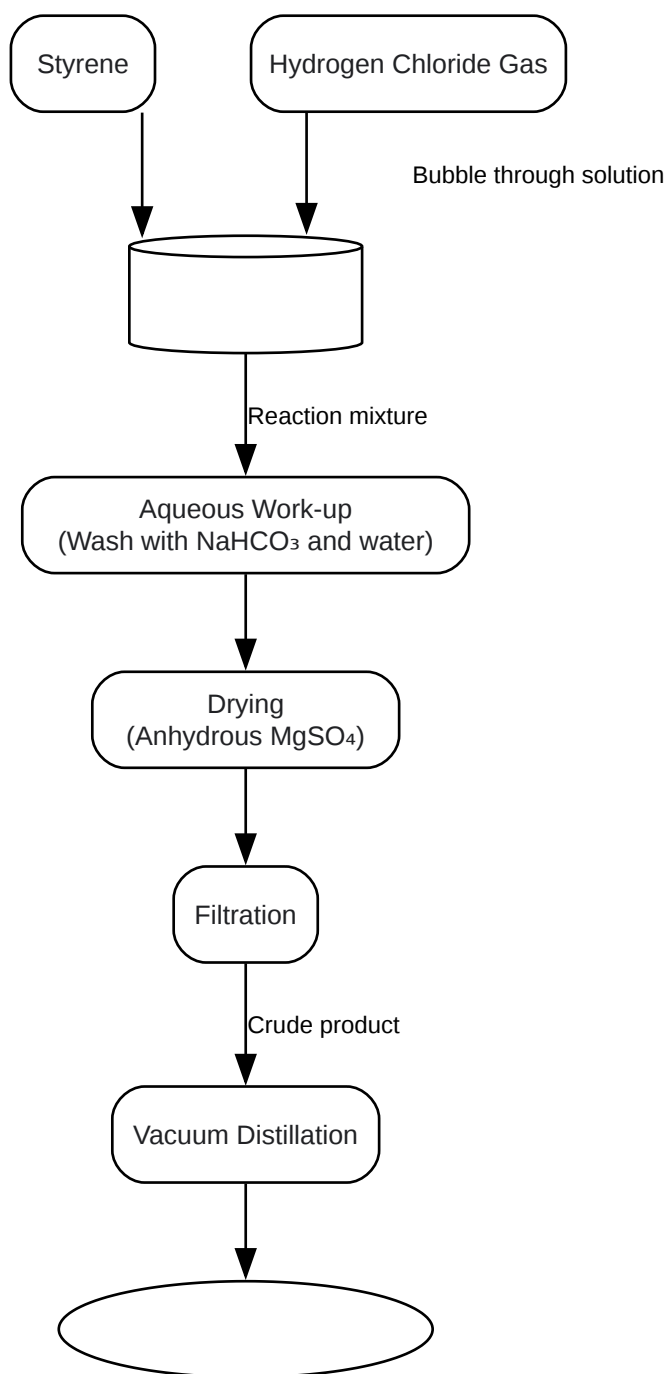 Styrene
Hydrogen Chloride Gas
Bubble through solution
Reaction mixture
Aqueous Work-up
(Wash with NaHCO₃ and water)
Drying
(Anhydrous MgSO₄)
Filtration
Crude product
Vacuum Distillation